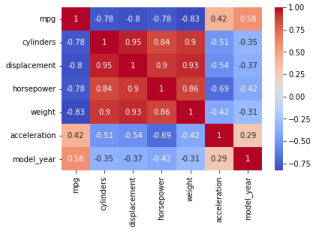 mpg 1 -0.78 -0.8 -0.78 -0.83 0.42 0.58
cylinders -0.78 1 0.95 0.84 0.9 -0.51 -0.35
displacement -0.8 0.95 1 0.9 0.93 -0.54 -0.37
horsepower -0.78 0.84 0.9 1 0.86 -0.69 -0.42
weight -0.83 0.9 0.93 0.86 1 -0.42 -0.31
acceleration 0.42 -0.51 -0.54 -0.69 -0.42 1 0.29
model_year 0.58 -0.35 -0.37 -0.42 -0.31 0.29 1
mpg
cylinders
displacement
horsepower
weight
acceleration
model_year
1.00
0.75
0.50
0.25
0.00
-0.25
-0.50
-0.75